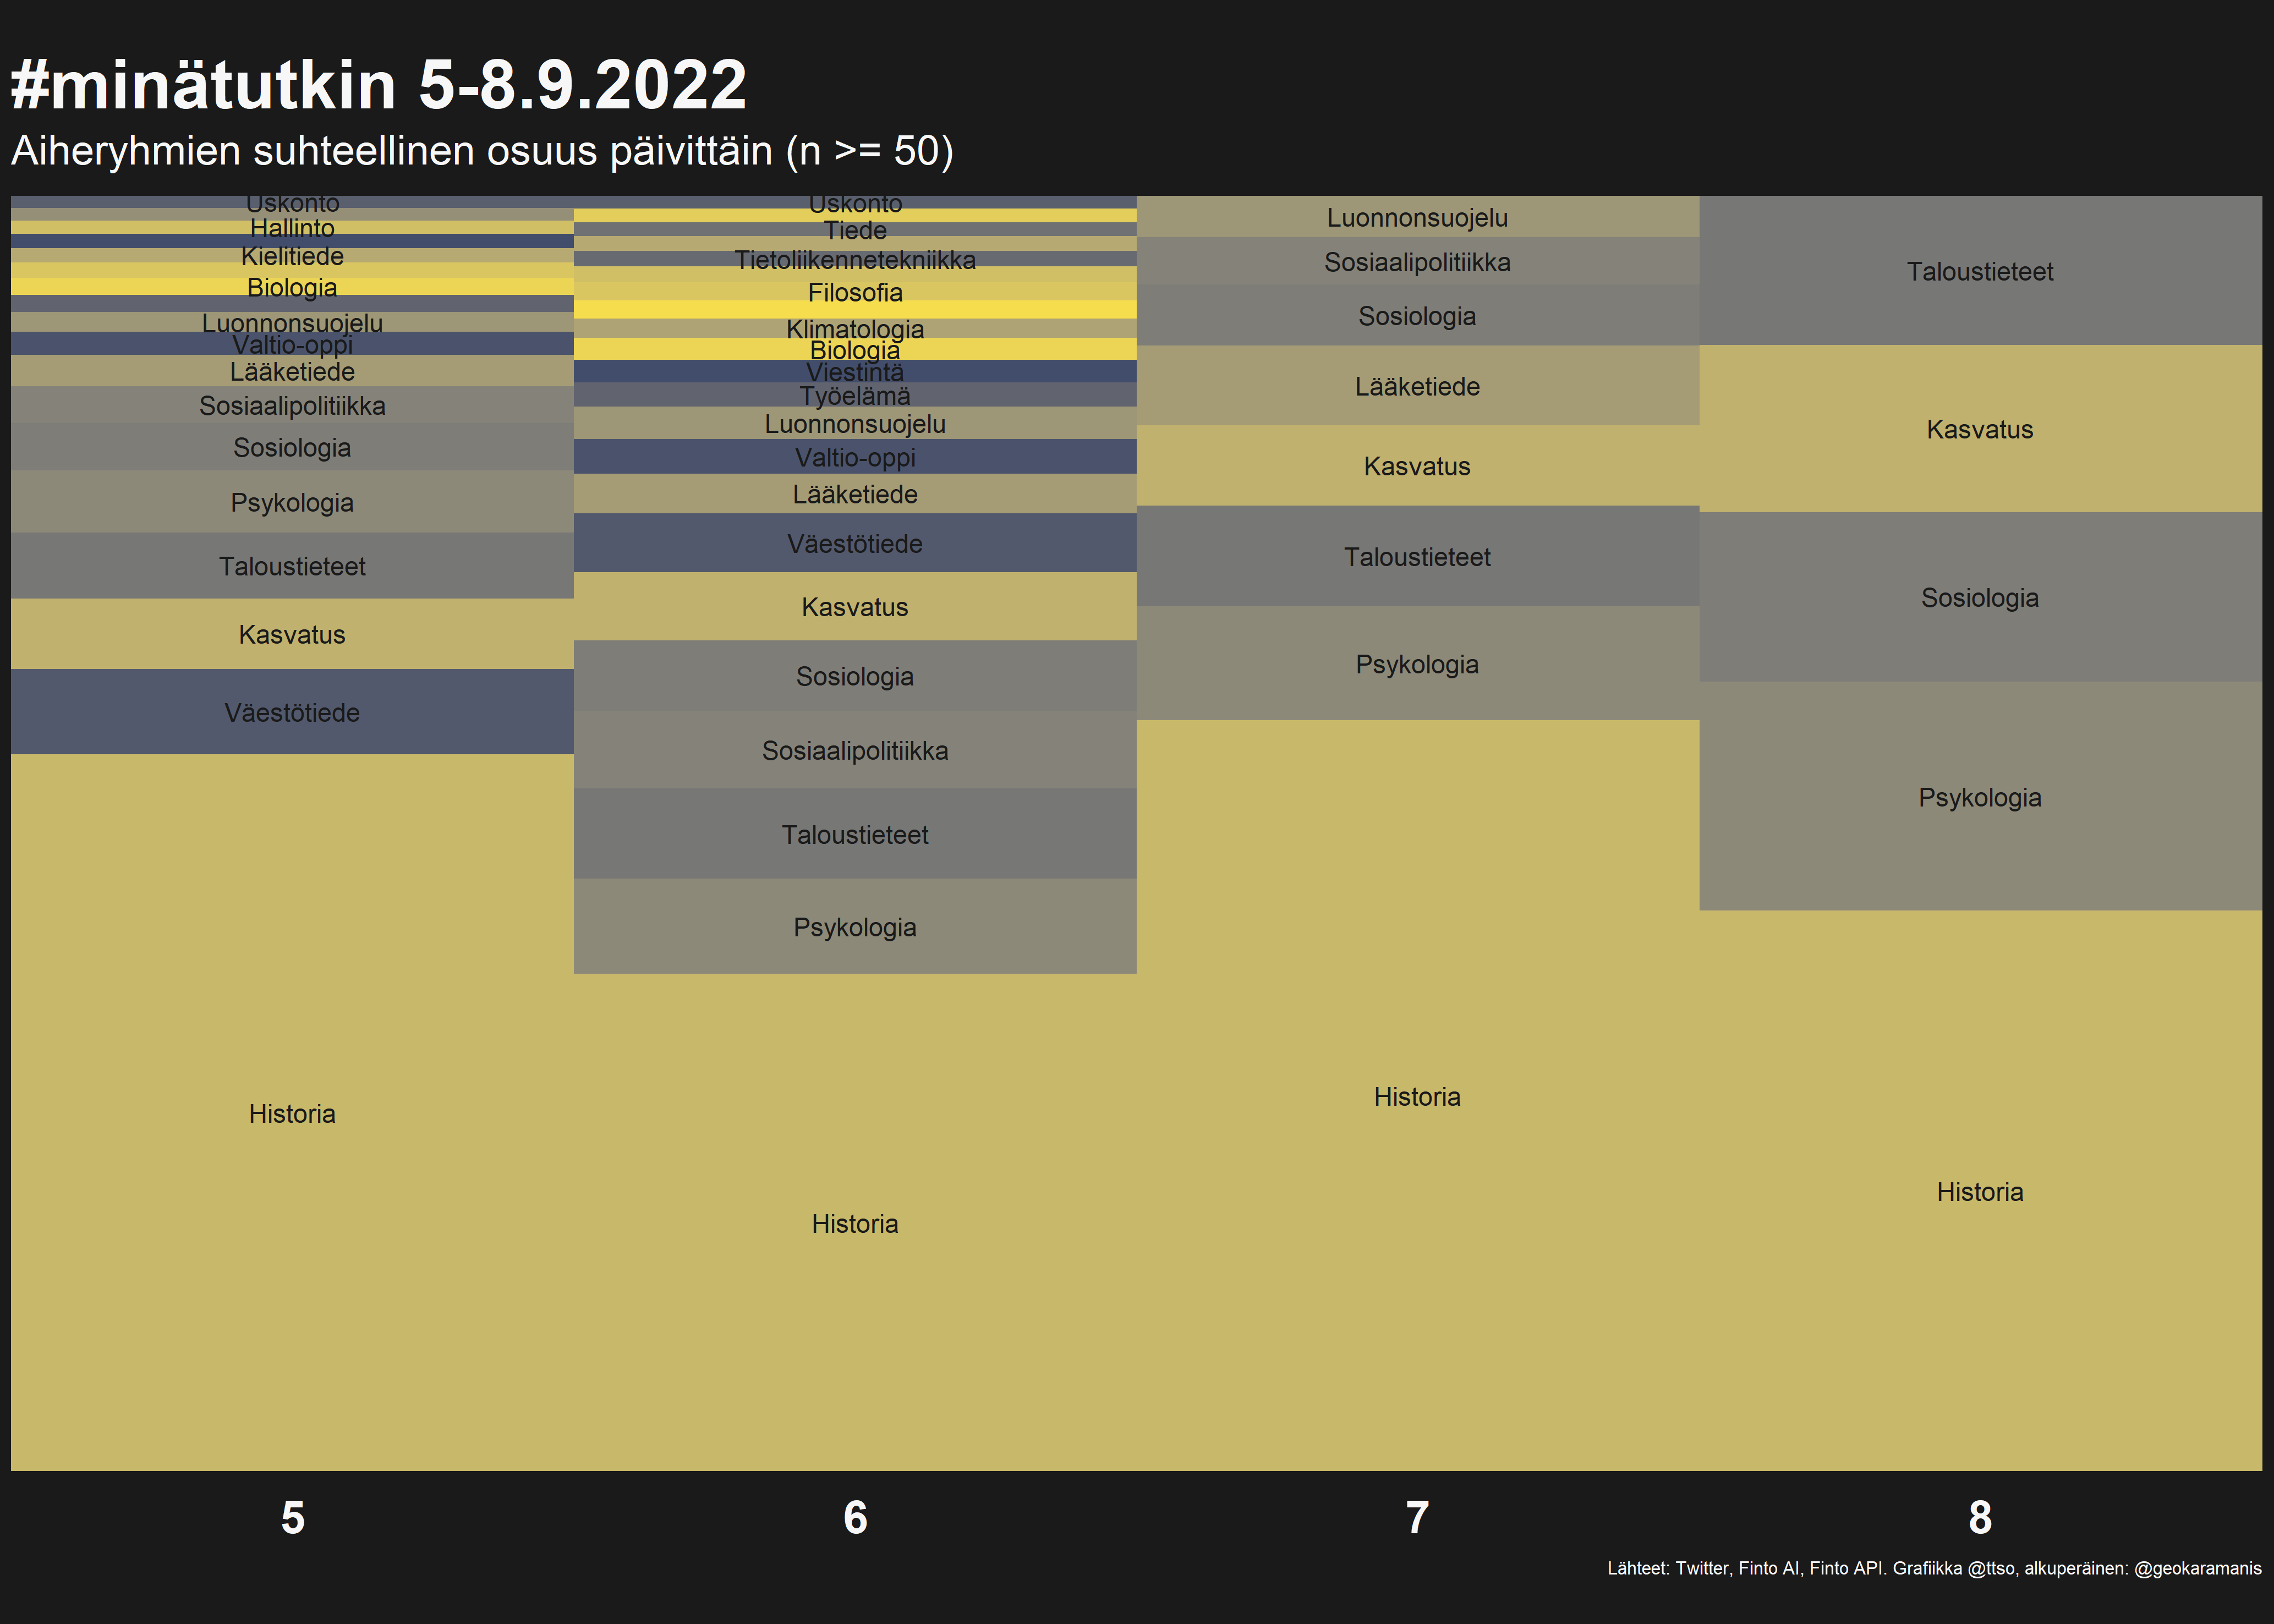 #minätutkin 5-8.9.2022
Aiheryhmien suhteellinen osuus päivittäin (n >= 50)
Uskonto
Hallinto
Kielitiede
Biologia
Luonnonsuojelu
Valtio-oppi
Lääketiede
Sosiaalipolitiikka
Sosiologia
Psykologia
Taloustieteet
Kasvatus
Väestötiede
Historia
Uskonto
Tiede
Tietoliikennetekniikka
Filosofia
Klimatologia
Biologia
Viestintä
Työelämä
Luonnonsuojelu
Valtio-oppi
Lääketiede
Väestötiede
Kasvatus
Sosiologia
Sosiaalipolitiikka
Taloustieteet
Psykologia
Historia
Luonnonsuojelu
Sosiaalipolitiikka
Sosiologia
Lääketiede
Kasvatus
Taloustieteet
Psykologia
Historia
Taloustieteet
Kasvatus
Sosiologia
Psykologia
Historia
5 6 7 8
Lähteet: Twitter, Finto AI, Finto API. Grafiikka @ttso, alkuperäinen: @geokaramanis